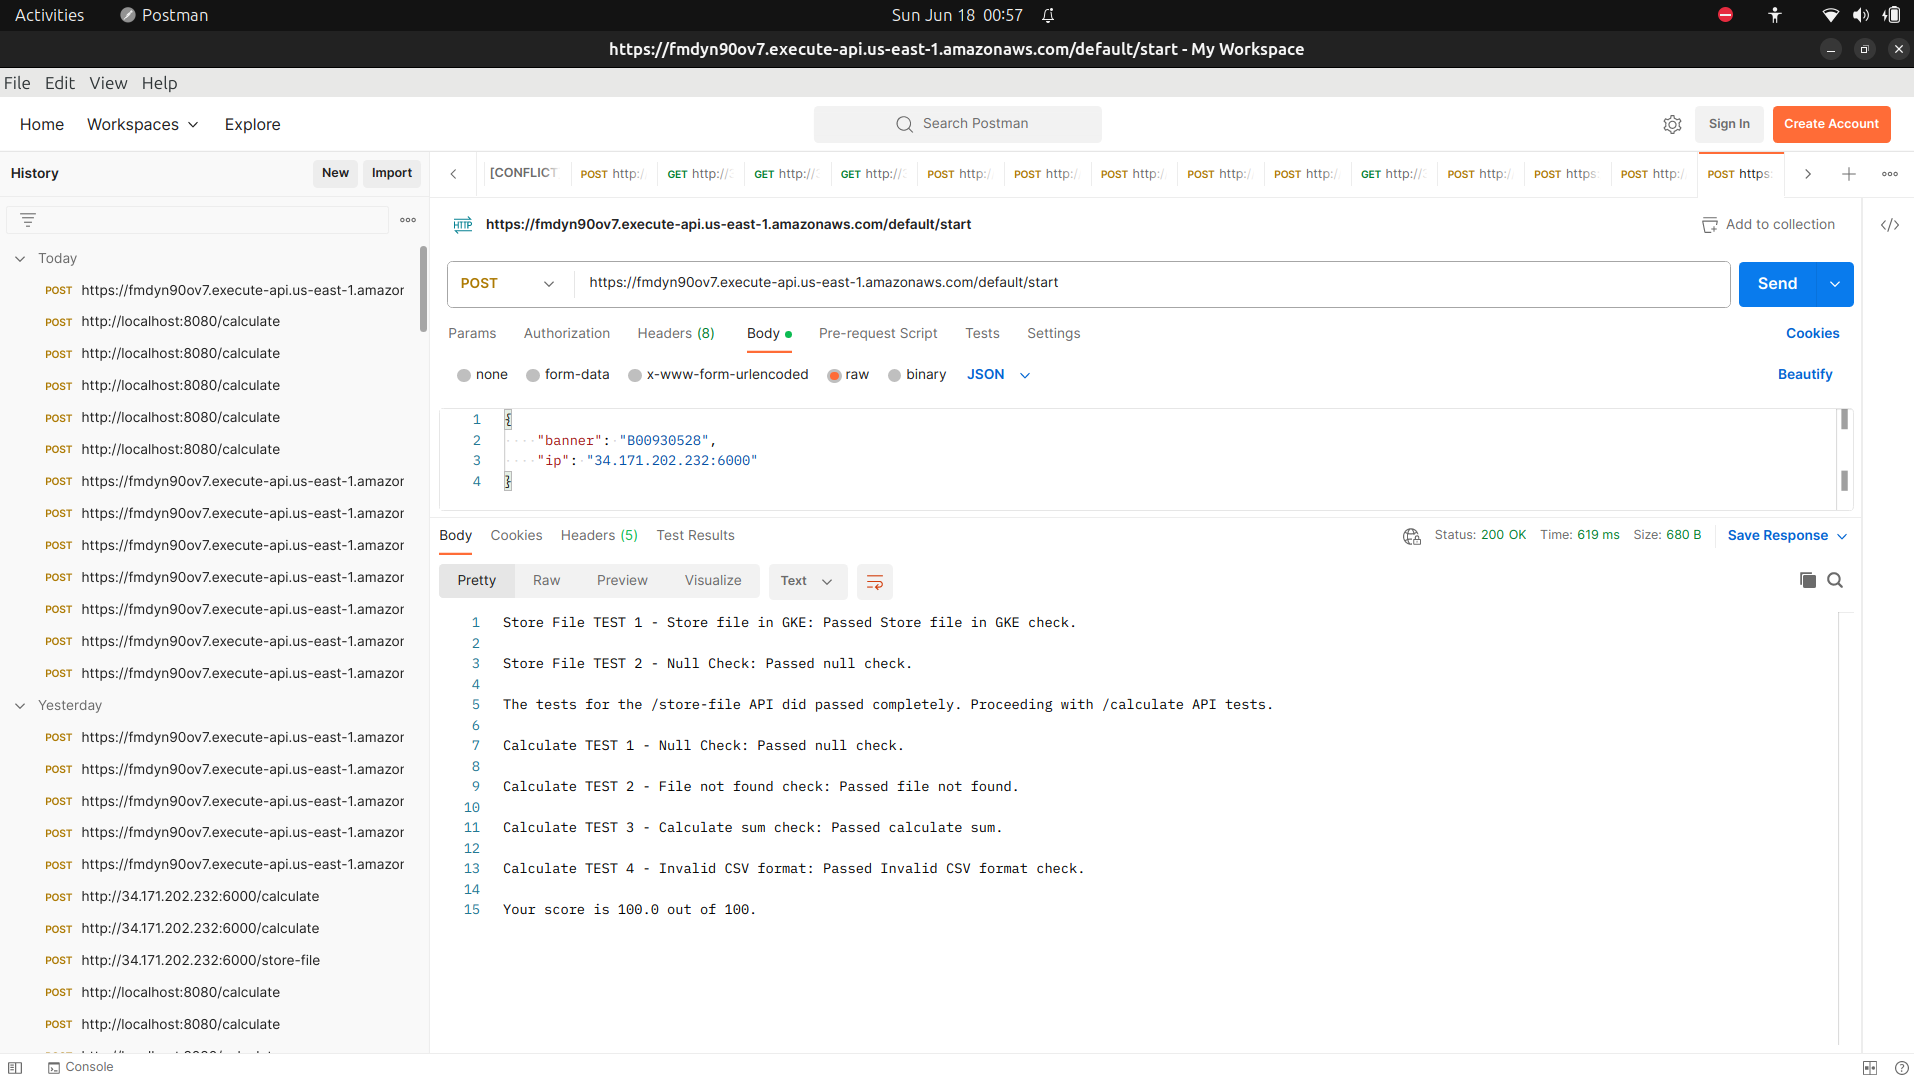 Activities
Postman
Sun Jun 18 00:57
https://fmdyn90ov7.execute-api.us-east-1.amazonaws.com/default/start - My Workspace
File Edit View Help
Home Workspaces Explore
Search Postman
Sign In
Create Account
History
New
Import
[CONFLICT
POST http:/
GET http://
GET http://
GET http://
POST http:/
POST http:/
POST http:/
POST http:/
POST http:/
GET http://
POST http:/
POST https
POST http:/
POST https:
Today
POST https://fmdyn90ov7.execute-api.us-east-1.amazor
POST http://localhost:8080/calculate
POST http://localhost:8080/calculate
POST http://localhost:8080/calculate
POST http://localhost:8080/calculate
POST http://localhost:8080/calculate
POST https://fmdyn90ov7.execute-api.us-east-1.amazor
POST https://fmdyn90ov7.execute-api.us-east-1.amazor
POST https://fmdyn90ov7.execute-api.us-east-1.amazor
POST https://fmdyn90ov7.execute-api.us-east-1.amazor
POST https://fmdyn90ov7.execute-api.us-east-1.amazor
POST https://fmdyn90ov7.execute-api.us-east-1.amazor
POST https://fmdyn90ov7.execute-api.us-east-1.amazor
Yesterday
POST https://fmdyn90ov7.execute-api.us-east-1.amazor
POST https://fmdyn90ov7.execute-api.us-east-1.amazor
POST https://fmdyn90ov7.execute-api.us-east-1.amazor
POST https://fmdyn90ov7.execute-api.us-east-1.amazor
POST https://fmdyn90ov7.execute-api.us-east-1.amazor
POST http://34.171.202.232:6000/calculate
POST http://34.171.202.232:6000/calculate
POST http://34.171.202.232:6000/store-file
POST http://localhost:8080/calculate
POST http://localhost:8080/calculate
HTTP https://fmdyn90ov7.execute-api.us-east-1.amazonaws.com/default/start
Add to collection
</>
POST
https://fmdyn90ov7.execute-api.us-east-1.amazonaws.com/default/start
Send
Params Authorization Headers (8) Body Pre-request Script Tests Settings
Cookies
none form-data x-www-form-urlencoded raw binary JSON
Beautify
1 {
2 "banner": "B00930528",
3 "ip": "34.171.202.232:6000"
4 }
Body Cookies Headers (5) Test Results
Status: 200 OK Time: 619 ms Size: 680 B
Save Response
Pretty Raw Preview Visualize Text
1 Store File TEST 1 - Store file in GKE: Passed Store file in GKE check.
2
3 Store File TEST 2 - Null Check: Passed null check.
4
5 The tests for the /store-file API did passed completely. Proceeding with /calculate API tests.
6
7 Calculate TEST 1 - Null Check: Passed null check.
8
9 Calculate TEST 2 - File not found check: Passed file not found.
10
11 Calculate TEST 3 - Calculate sum check: Passed calculate sum.
12
13 Calculate TEST 4 - Invalid CSV format: Passed Invalid CSV format check.
14
15 Your score is 100.0 out of 100.
Console